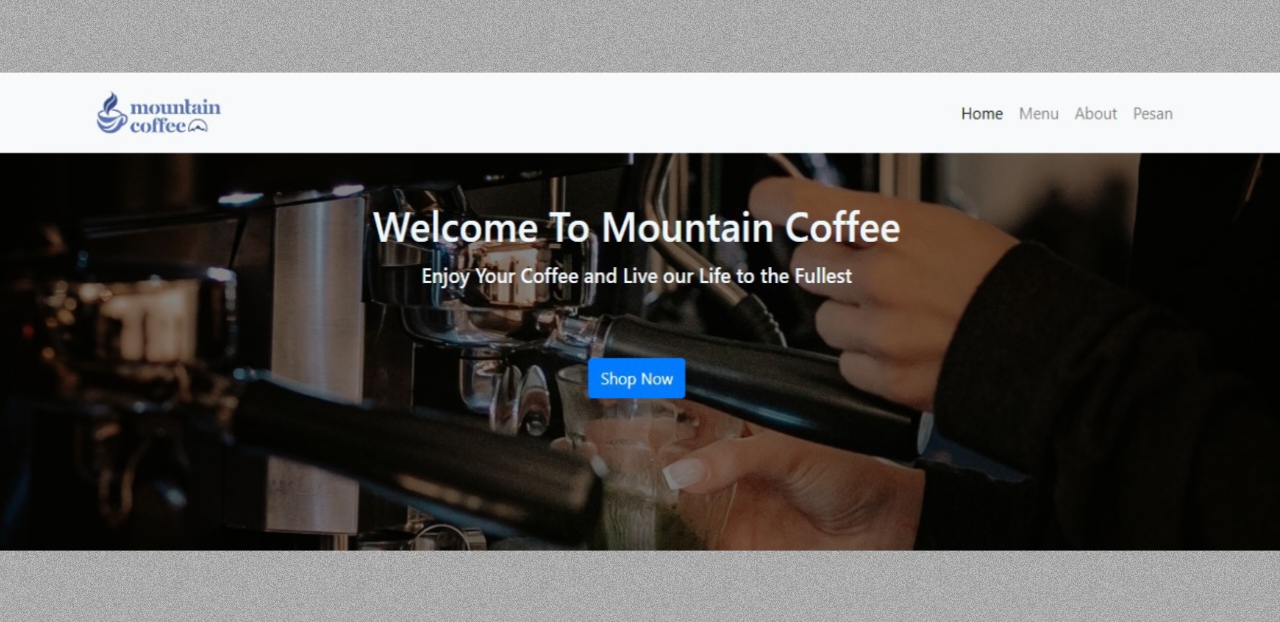 mountain
coffee
Home Menu About Pesan
Welcome To Mountain Coffee
Enjoy Your Coffee and Live our Life to the Fullest
Shop Now